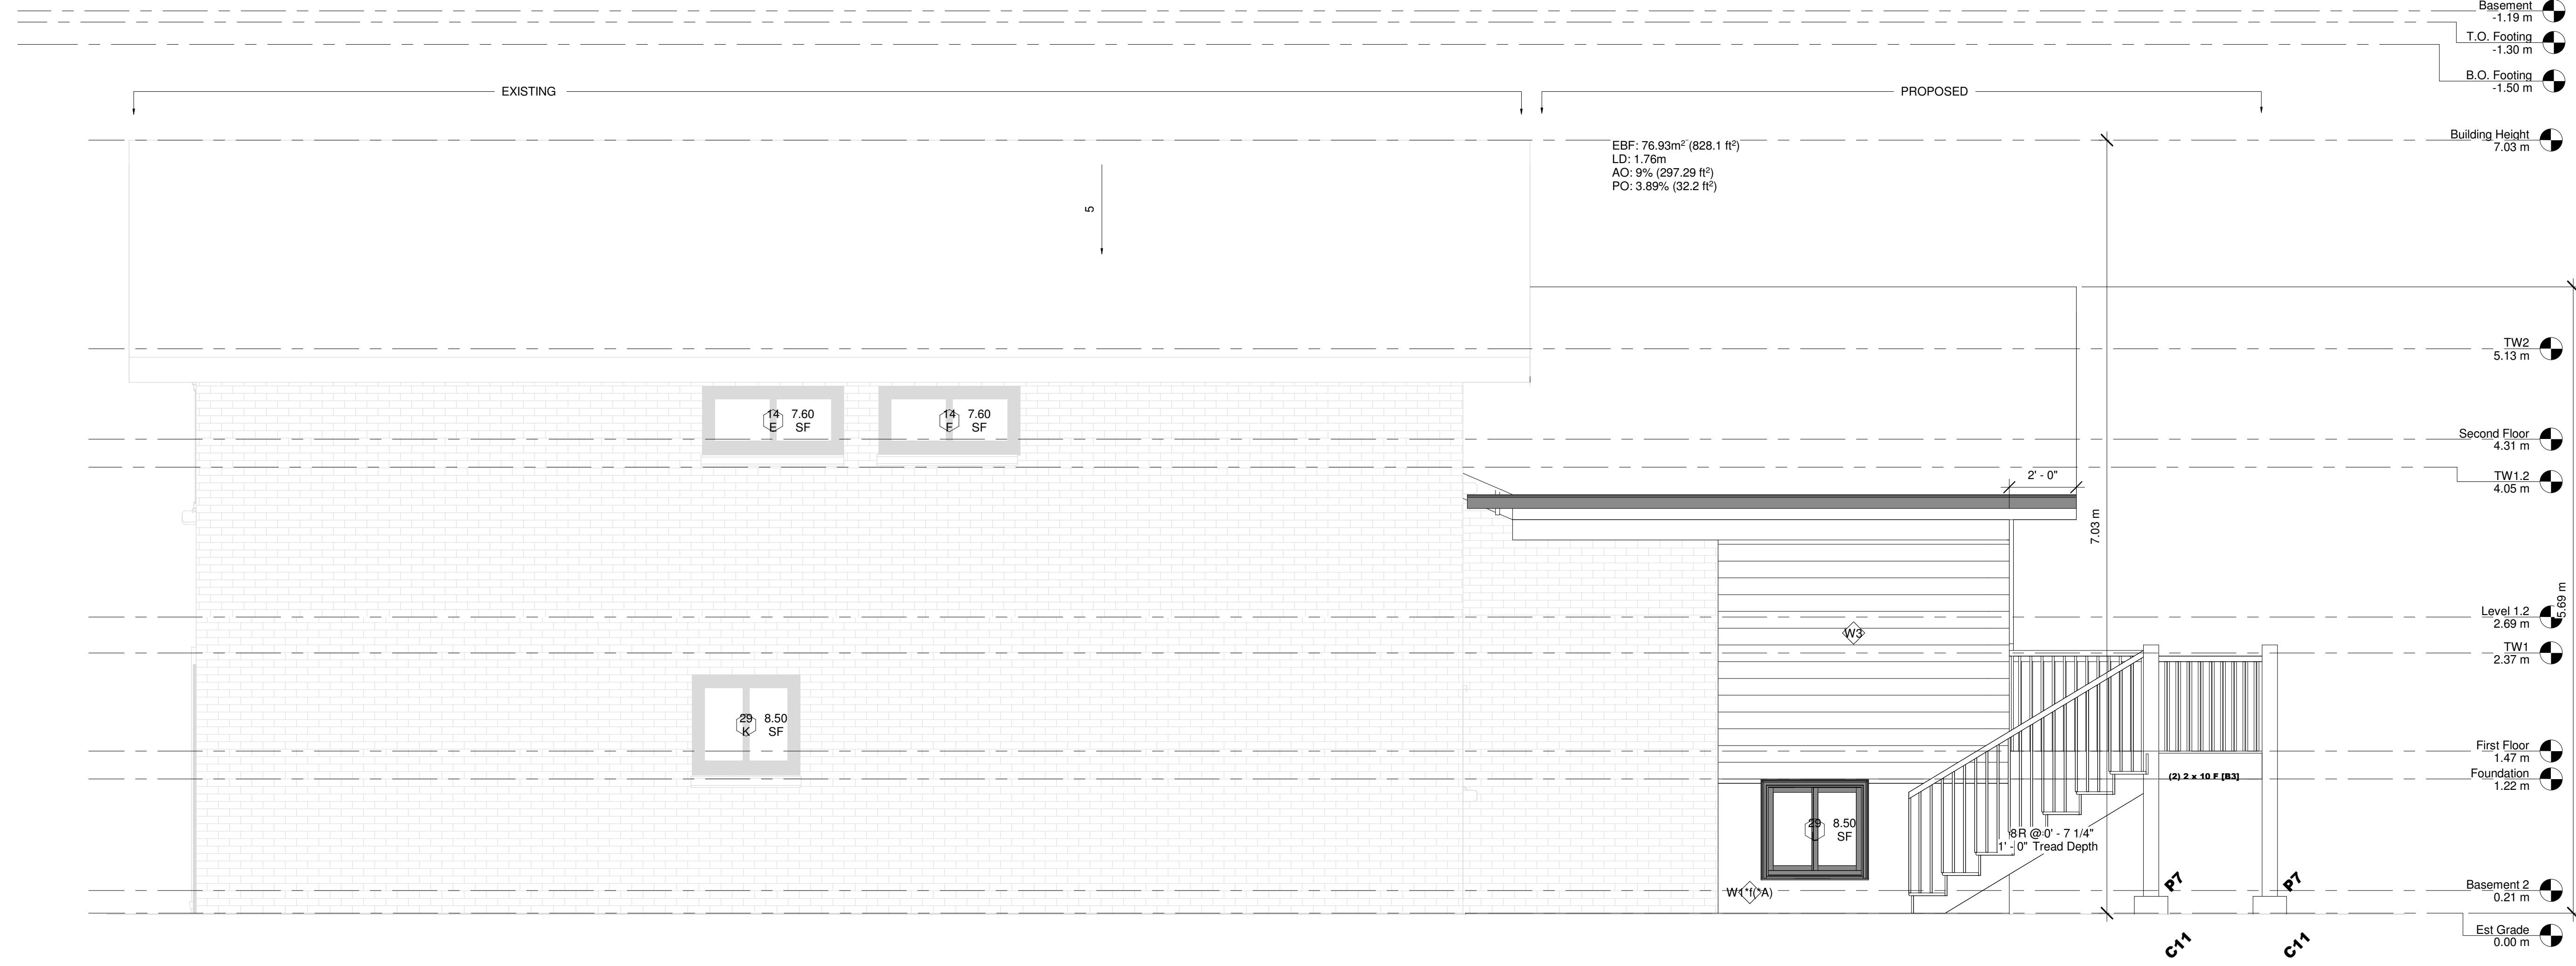 Basement
-1.19 m
T.O. Footing
-1.30 m
B.O. Footing
-1.50 m
EXISTING
PROPOSED
Building Height
7.03 m
EBF: 76.93m² (828.1 ft²)
LD: 1.76m
AO: 9% (297.29 ft²)
PO: 3.89% (32.2 ft²)
5
TW2
5.13 m
14 7.60
E SF
14 7.60
F SF
Second Floor
4.31 m
TW1.2
4.05 m
2' - 0"
7.03 m
5.69 m
Level 1.2
2.69 m
W3
TW1
2.37 m
29 8.50
K SF
First Floor
1.47 m
(2) 2 x 10 F [B3]
Foundation
1.22 m
29 8.50
SF
8R @ 0' - 7 1/4"
1' - 0" Tread Depth
P7
P7
Basement 2
0.21 m
Est Grade
0.00 m
C11
C11